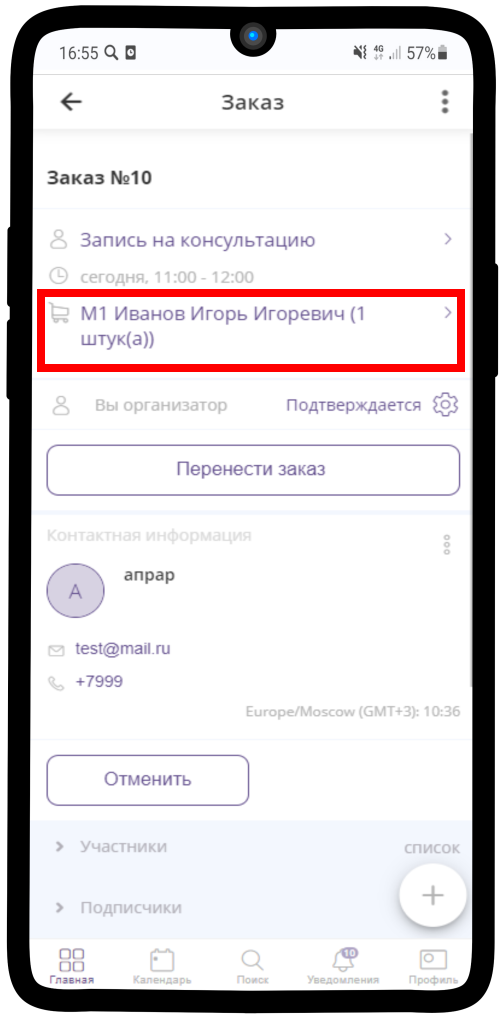 16:55 4G 57%
Заказ
Заказ №10
Запись на консультацию
сегодня, 11:00 - 12:00
М1 Иванов Игорь Игоревич (1
штук(а))
Вы организатор Подтверждается
Перенести заказ
Контактная информация
А
апрар
test@mail.ru
+7999
Europe/Moscow (GMT+3): 10:36
Отменить
Участники список
Подписчики
10
Главная Календарь Поиск Уведомления Профиль